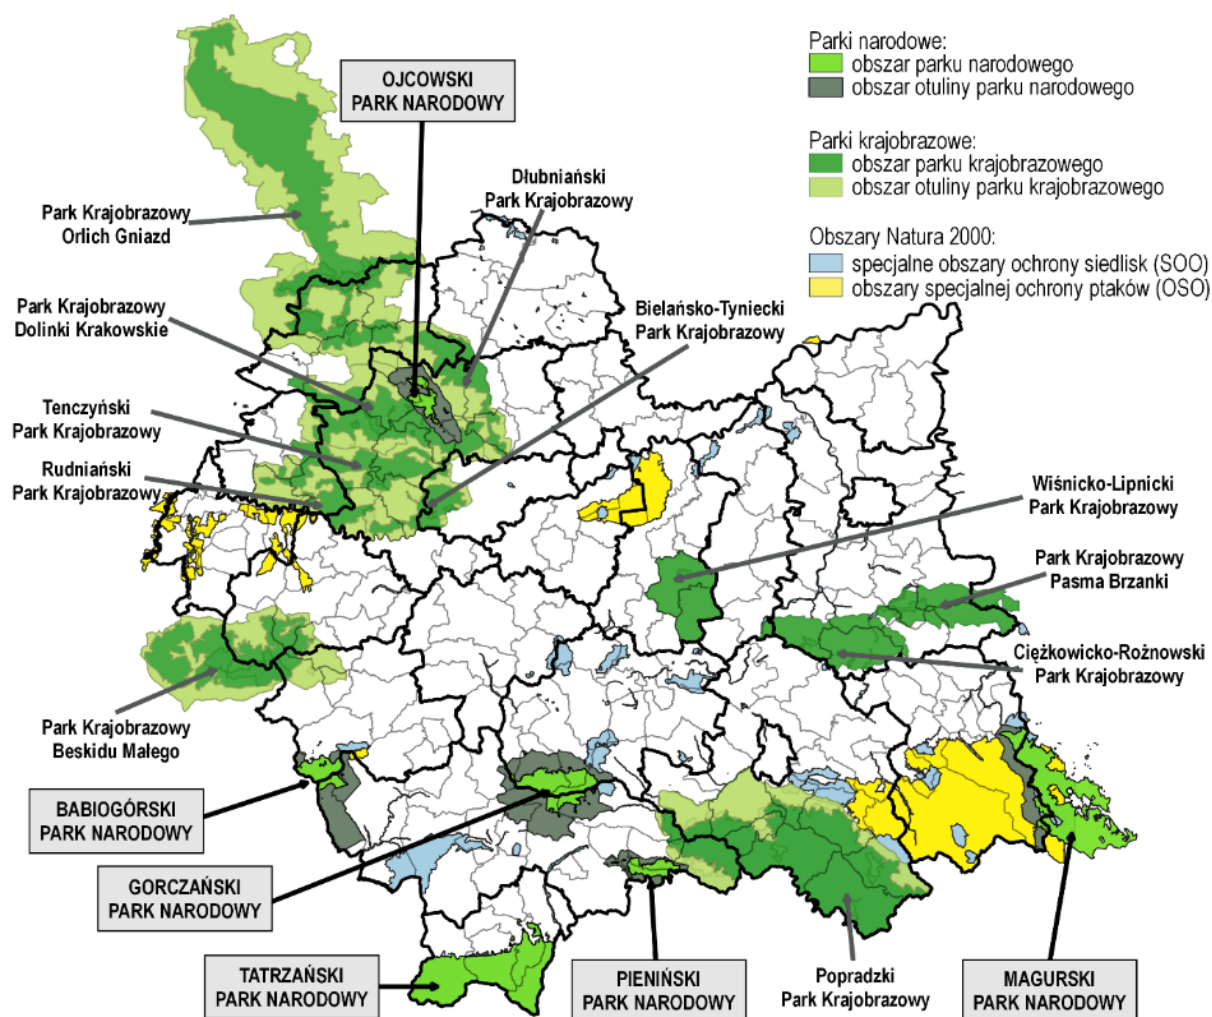 Parki narodowe:
obszar parku narodowego
obszar otuliny parku narodowego
Parki krajobrazowe:
obszar parku krajobrazowego
obszar otuliny parku krajobrazowego
Obszary Natura 2000:
specjalne obszary ochrony siedlisk (SOO)
obszary specjalnej ochrony ptaków (OSO)
OJCOWSKI
PARK NARODOWY
Dłubniański
Park Krajobrazowy
Park Krajobrazowy
Orlich Gniazd
Park Krajobrazowy
Dolinki Krakowskie
Bielańsko-Tyniecki
Park Krajobrazowy
Tenczyński
Park Krajobrazowy
Rudniański
Park Krajobrazowy
Wiśnicko-Lipnicki
Park Krajobrazowy
Park Krajobrazowy
Pasma Brzanki
Ciężkowicko-Rożnowski
Park Krajobrazowy
Park Krajobrazowy
Beskidu Małego
BABIOGÓRSKI
PARK NARODOWY
GORCZAŃSKI
PARK NARODOWY
TATRZAŃSKI
PARK NARODOWY
PIENIŃSKI
PARK NARODOWY
Popradzki
Park Krajobrazowy
MAGURSKI
PARK NARODOWY